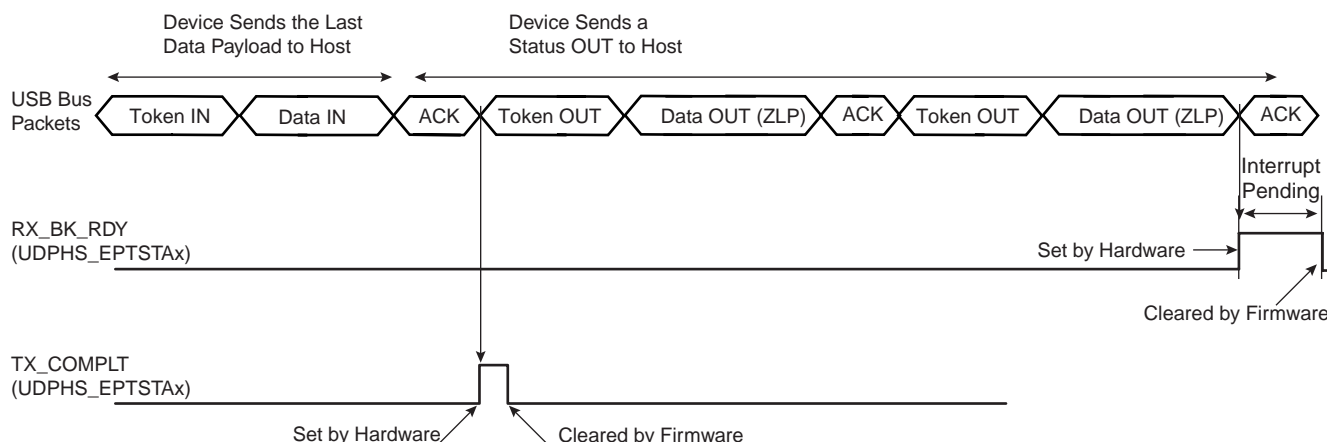 Device Sends the Last
Data Payload to Host
Device Sends a
Status OUT to Host
USB Bus
Packets
Token IN
Data IN
ACK
Token OUT
Data OUT (ZLP)
ACK
Token OUT
Data OUT (ZLP)
ACK
Interrupt
Pending
RX_BK_RDY
(UDPHS_EPTSTAx)
Set by Hardware
Cleared by Firmware
TX_COMPLT
(UDPHS_EPTSTAx)
Set by Hardware
Cleared by Firmware